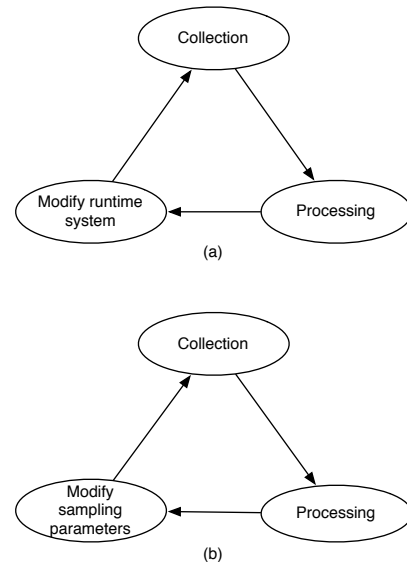 Collection
Modify runtime
system
Processing
(a)
Collection
Modify
sampling
parameters
Processing
(b)